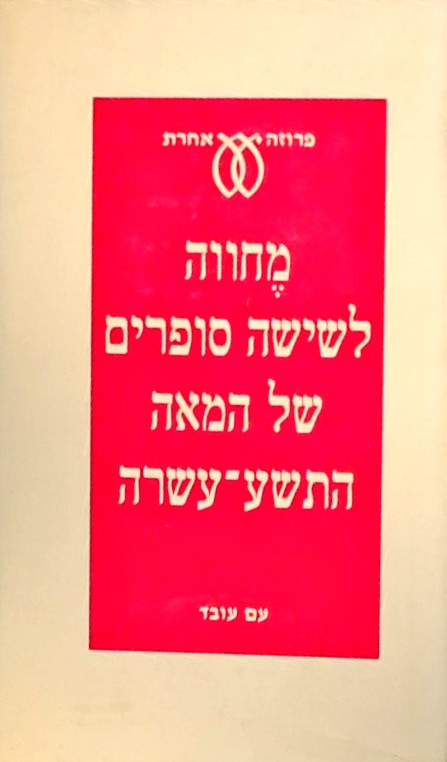 פרוזה אחרת
מֶחווה
לשישה סופרים
של המאה
התשע־עשרה
עם עובד